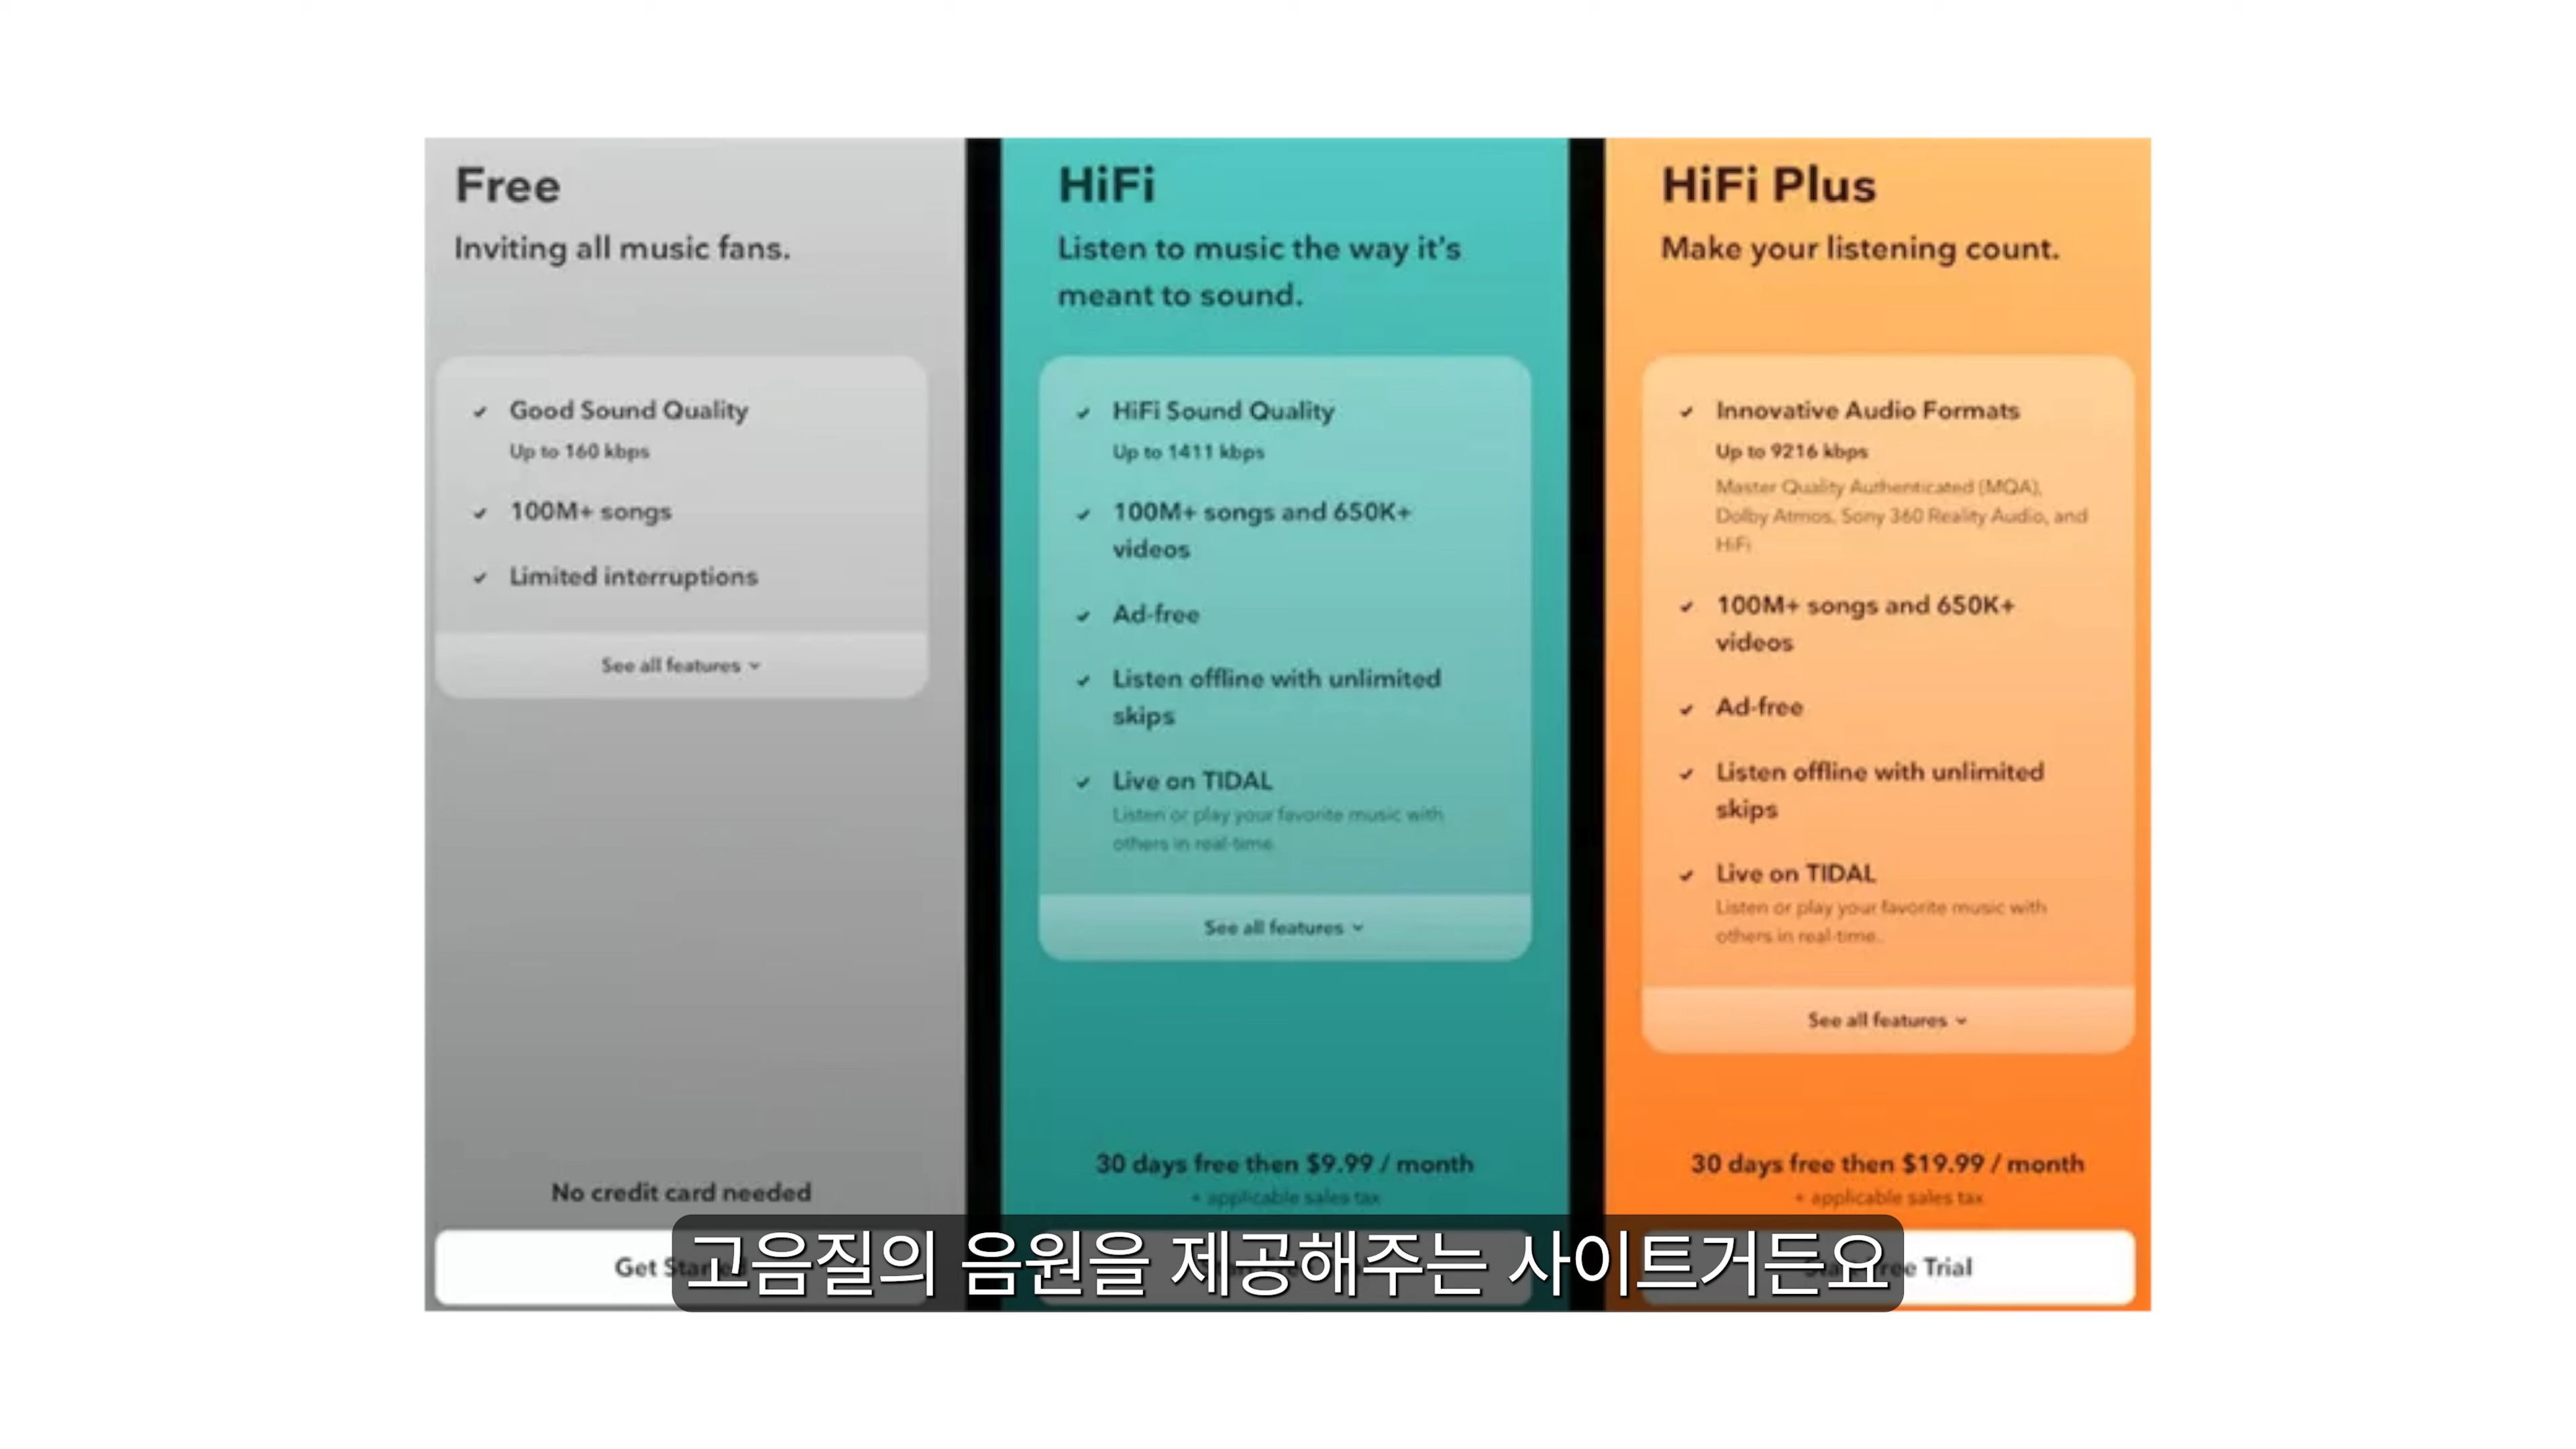 Free
Inviting all music fans.
Good Sound Quality
Up to 160 kbps
100M+ songs
Limited interruptions
See all features
No credit card needed
Get
HiFi
Listen to music the way it's
meant to sound.
HiFi Sound Quality
Up to 1411 kbps
100M+ songs and 650K+
videos
Ad-free
Listen offline with unlimited
skips
Live on TIDAL
Listen or play your favorite music with
others in real-time.
See all features
30 days free then $9.99 / month
+ applicable sales tax
HiFi Plus
Make your listening count.
Innovative Audio Formats
Up to 9216 kbps
Master Quality Authenticated (MQA),
Dolby Atmos, Sony 360 Reality Audio, and
HiFi
100M+ songs and 650K+
videos
Ad-free
Listen offline with unlimited
skips
Live on TIDAL
Listen or play your favorite music with
others in real-time.
See all features
30 days free then $19.99 / month
+ applicable sales tax
Trial
고음질의 음원을 제공해주는 사이트거든요